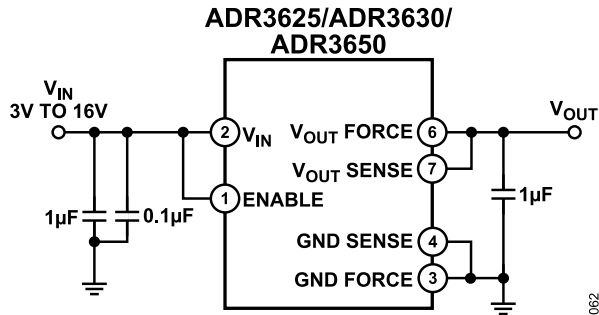 ADR3625/ADR3630/
ADR3650
VIN
3V TO 16V
VOUT
2 VIN
VOUT FORCE 6
VOUT SENSE 7
1 ENABLE
1µF
0.1µF
1µF
GND SENSE 4
GND FORCE 3
062